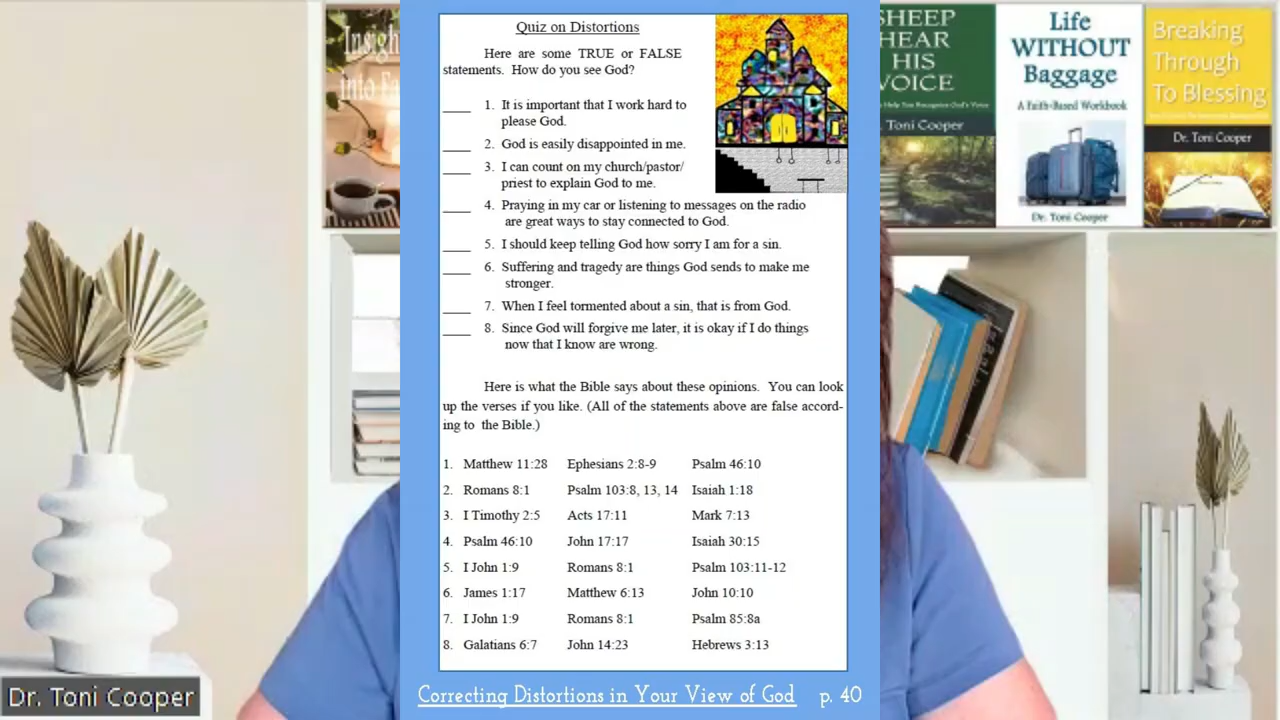 Quiz on Distortions
Here are some TRUE or FALSE
statements. How do you see God?
____ 1. It is important that I work hard to
please God.
____ 2. God is easily disappointed in me.
____ 3. I can count on my church/pastor/
priest to explain God to me.
____ 4. Praying in my car or listening to messages on the radio
are great ways to stay connected to God.
____ 5. I should keep telling God how sorry I am for a sin.
____ 6. Suffering and tragedy are things God sends to make me
stronger.
____ 7. When I feel tormented about a sin, that is from God.
____ 8. Since God will forgive me later, it is okay if I do things
now that I know are wrong.
Here is what the Bible says about these opinions. You can look
up the verses if you like. (All of the statements above are false accord-
ing to the Bible.)
1. Matthew 11:28 Ephesians 2:8-9 Psalm 46:10
2. Romans 8:1 Psalm 103:8, 13, 14 Isaiah 1:18
3. I Timothy 2:5 Acts 17:11 Mark 7:13
4. Psalm 46:10 John 17:17 Isaiah 30:15
5. I John 1:9 Romans 8:1 Psalm 103:11-12
6. James 1:17 Matthew 6:13 John 10:10
7. I John 1:9 Romans 8:1 Psalm 85:8a
8. Galatians 6:7 John 14:23 Hebrews 3:13
Correcting Distortions in Your View of God p. 40
Insigh
into Fa
SHEEP
HEAR
HIS
VOICE
Help You Recognize God's Voice
Toni Cooper
Life
WITHOUT
Baggage
A Faith-Based Workbook
Dr. Toni Cooper
Breaking
Through
To Blessing
Dr. Toni Cooper
Dr. Toni Cooper